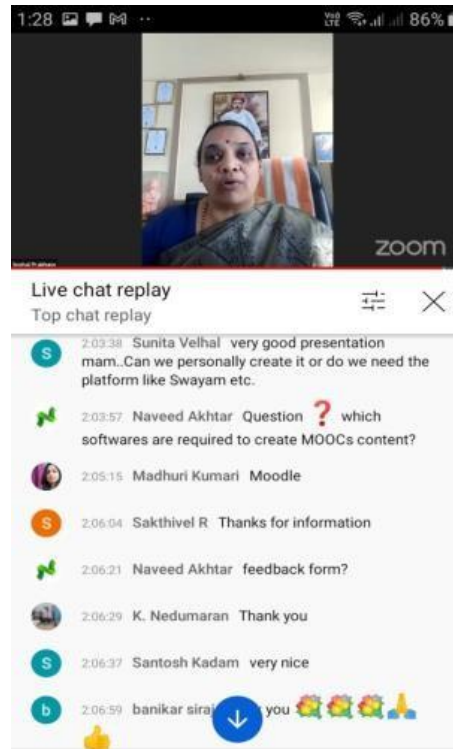 1:28
Vo)) LTE 86%
zoom
Live chat replay
Top chat replay
S 2:03:38 Sunita Velhal very good presentation
mam..Can we personally create it or do we need the
platform like Swayam etc.
2:03:57 Naveed Akhtar Question ❓ which
softwares are required to create MOOCs content?
2:05:15 Madhuri Kumari Moodle
S 2:06:04 Sakthivel R Thanks for information
2:06:21 Naveed Akhtar feedback form?
2:06:29 K. Nedumaran Thank you
S 2:06:37 Santosh Kadam very nice
b 2:06:59 banikar siraj you 💐💐💐🙏
👍